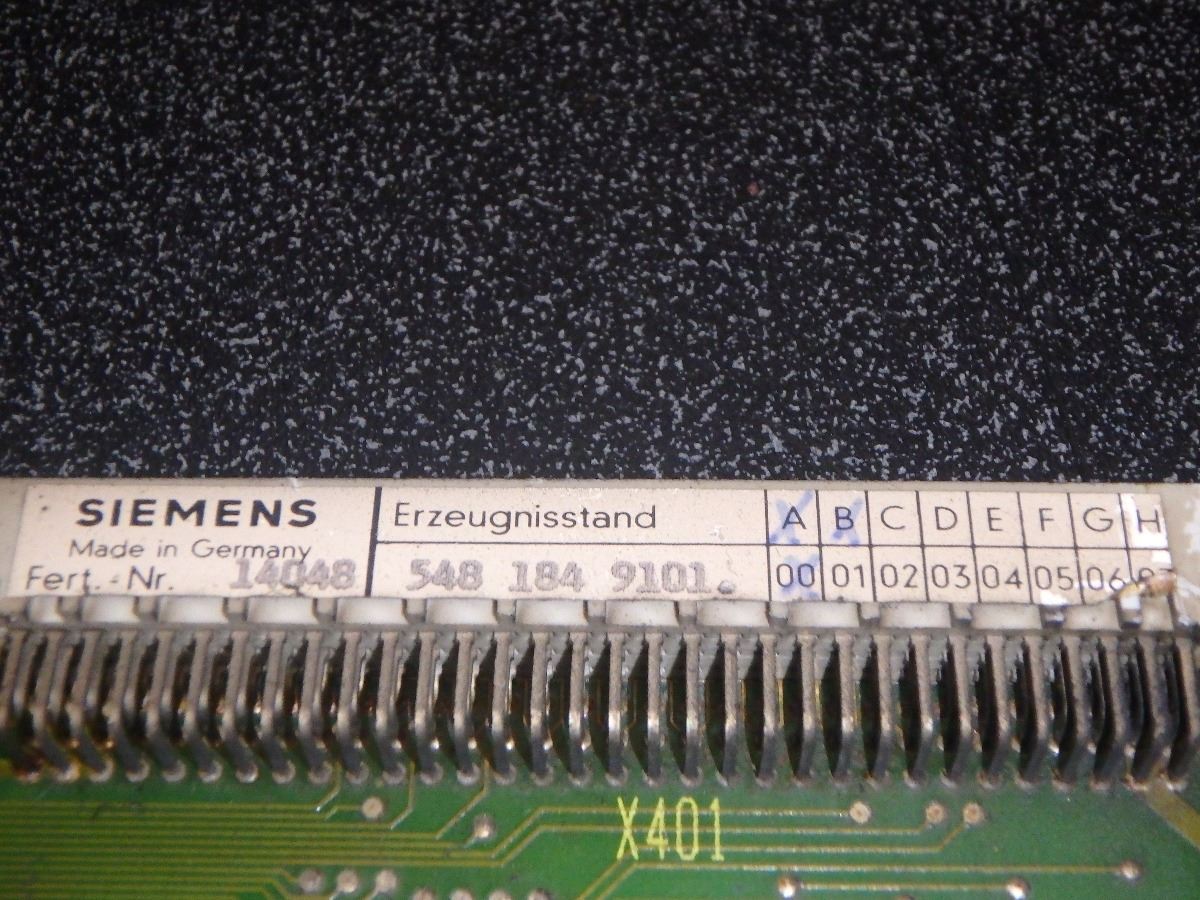 SIEMENS
Made in Germany
Fert.-Nr. 14048
Erzeugnisstand A B C D E F G H
548 184 9101. 00 01 02 03 04 05 06
X401